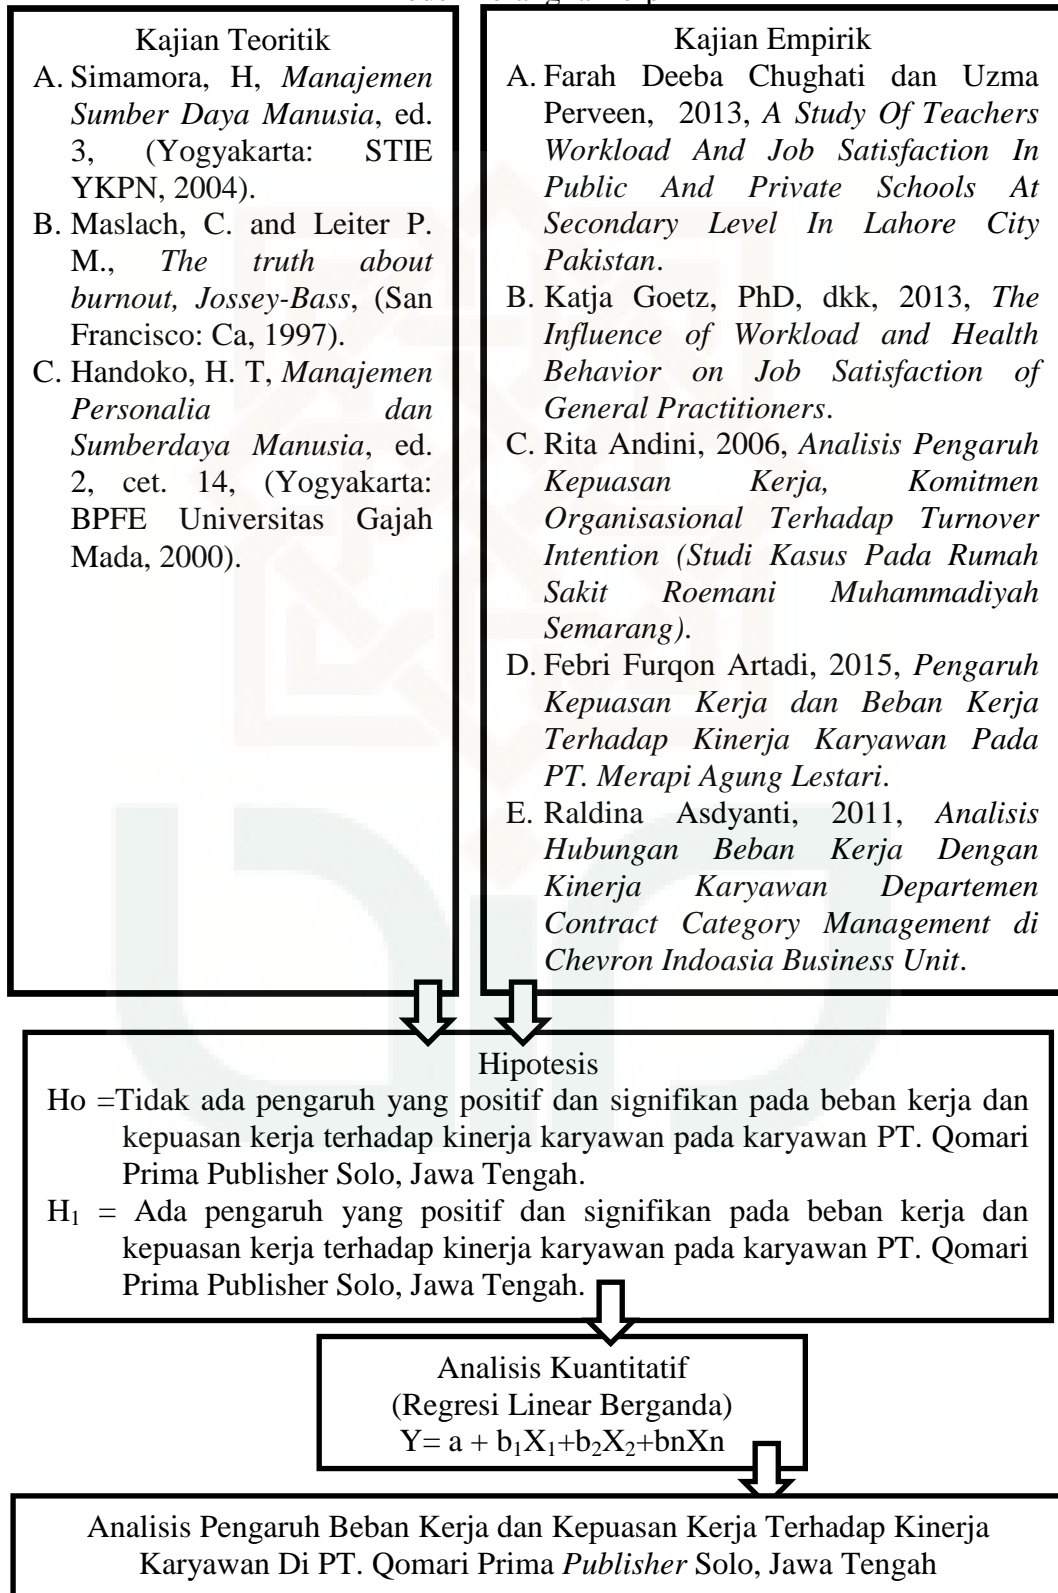 Kajian Teoritik
A. Simamora, H, Manajemen
Sumber Daya Manusia, ed.
3, (Yogyakarta: STIE
YKPN, 2004).
B. Maslach, C. and Leiter P.
M., The truth about
burnout, Jossey-Bass, (San
Francisco: Ca, 1997).
C. Handoko, H. T, Manajemen
Personalia dan
Sumberdaya Manusia, ed.
2, cet. 14, (Yogyakarta:
BPFE Universitas Gajah
Mada, 2000).
Kajian Empirik
A. Farah Deeba Chughati dan Uzma
Perveen, 2013, A Study Of Teachers
Workload And Job Satisfaction In
Public And Private Schools At
Secondary Level In Lahore City
Pakistan.
B. Katja Goetz, PhD, dkk, 2013, The
Influence of Workload and Health
Behavior on Job Satisfaction of
General Practitioners.
C. Rita Andini, 2006, Analisis Pengaruh
Kepuasan Kerja, Komitmen
Organisasional Terhadap Turnover
Intention (Studi Kasus Pada Rumah
Sakit Roemani Muhammadiyah
Semarang).
D. Febri Furqon Artadi, 2015, Pengaruh
Kepuasan Kerja dan Beban Kerja
Terhadap Kinerja Karyawan Pada
PT. Merapi Agung Lestari.
E. Raldina Asdyanti, 2011, Analisis
Hubungan Beban Kerja Dengan
Kinerja Karyawan Departemen
Contract Category Management di
Chevron Indoasia Business Unit.
Hipotesis
Ho =Tidak ada pengaruh yang positif dan signifikan pada beban kerja dan
kepuasan kerja terhadap kinerja karyawan pada karyawan PT. Qomari
Prima Publisher Solo, Jawa Tengah.
H₁ = Ada pengaruh yang positif dan signifikan pada beban kerja dan
kepuasan kerja terhadap kinerja karyawan pada karyawan PT. Qomari
Prima Publisher Solo, Jawa Tengah.
Analisis Kuantitatif
(Regresi Linear Berganda)
Y= a + b₁X₁+b₂X₂+bnXn
Analisis Pengaruh Beban Kerja dan Kepuasan Kerja Terhadap Kinerja
Karyawan Di PT. Qomari Prima Publisher Solo, Jawa Tengah